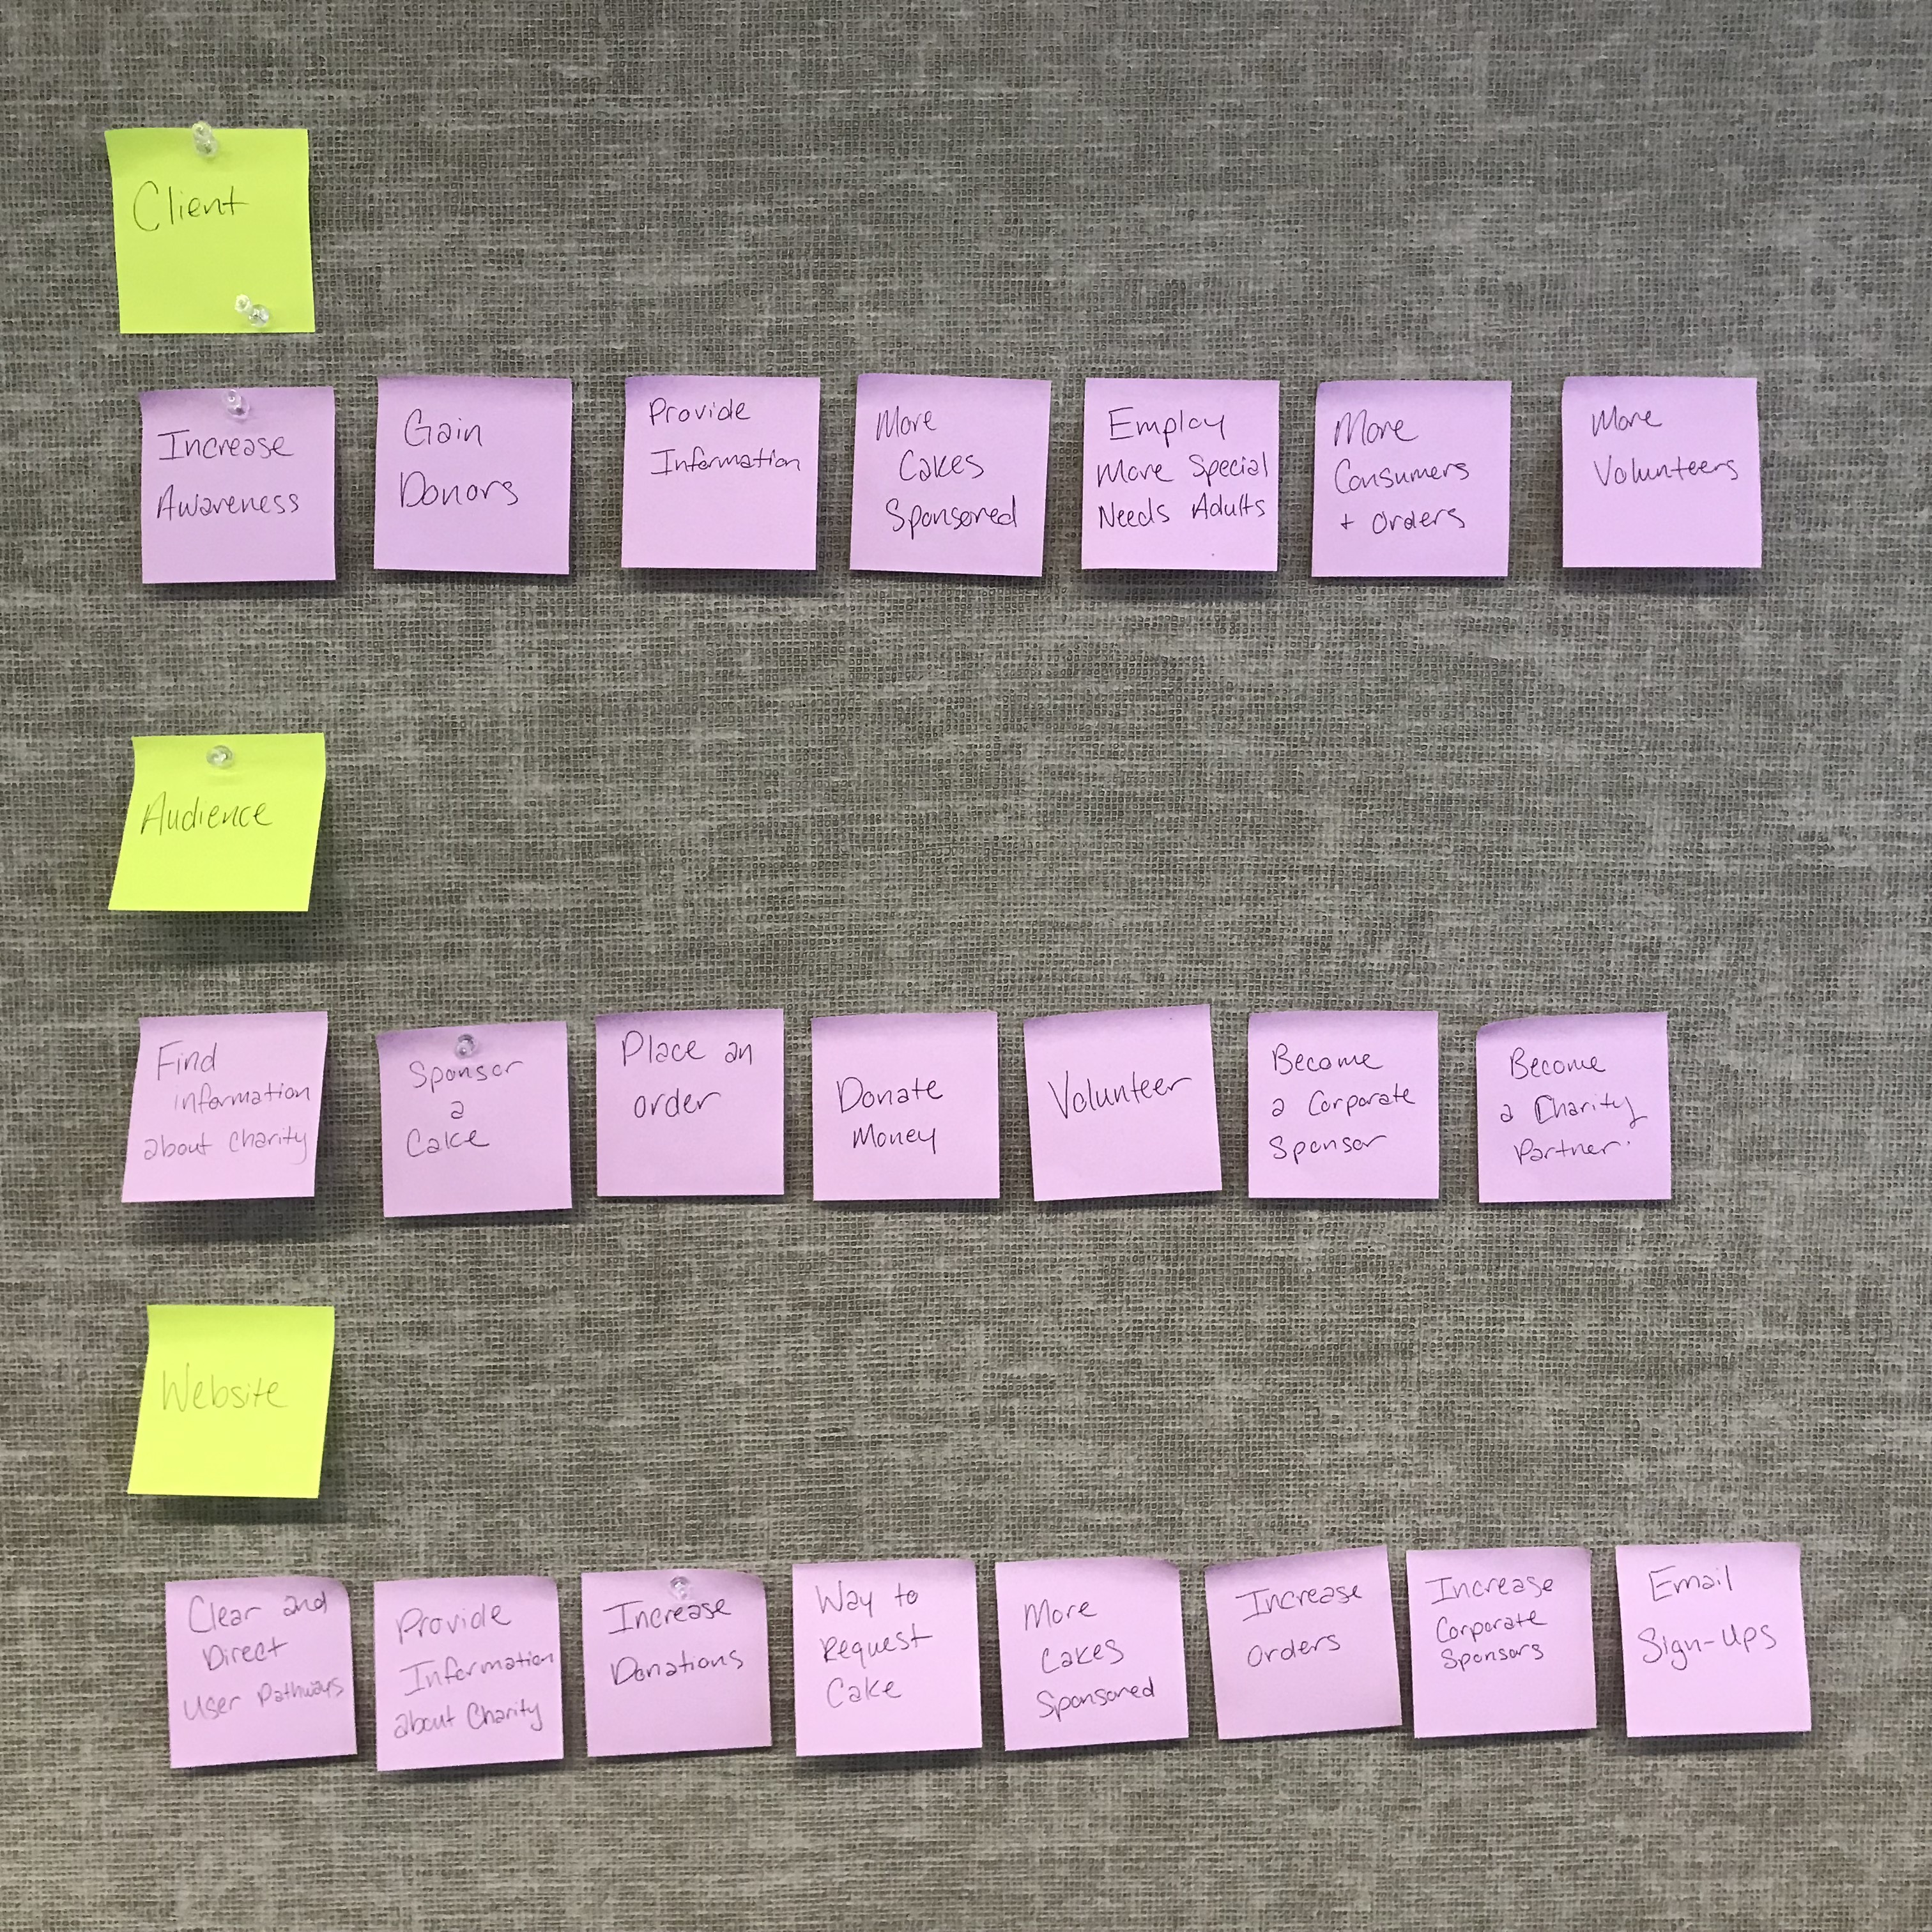 Client
Increase
Awareness
Gain
Donors
Provide
Information
More
Cakes
Sponsored
Employ
More Special
Needs Adults
More
Consumers
+ Orders
More
Volunteers
Audience
Find
information
about Charity
Sponsor
a
Cake
Place an
order
Donate
Money
Volunteer
Become
a Corporate
Sponsor
Become
a Charity
Partner
Website
Clear and
Direct
User Pathways
Provide
Information
about Charity
Increase
Donations
Way to
Request
Cake
More
Cakes
Sponsored
Increase
Orders
Increase
Corporate
Sponsors
Email
Sign-Ups